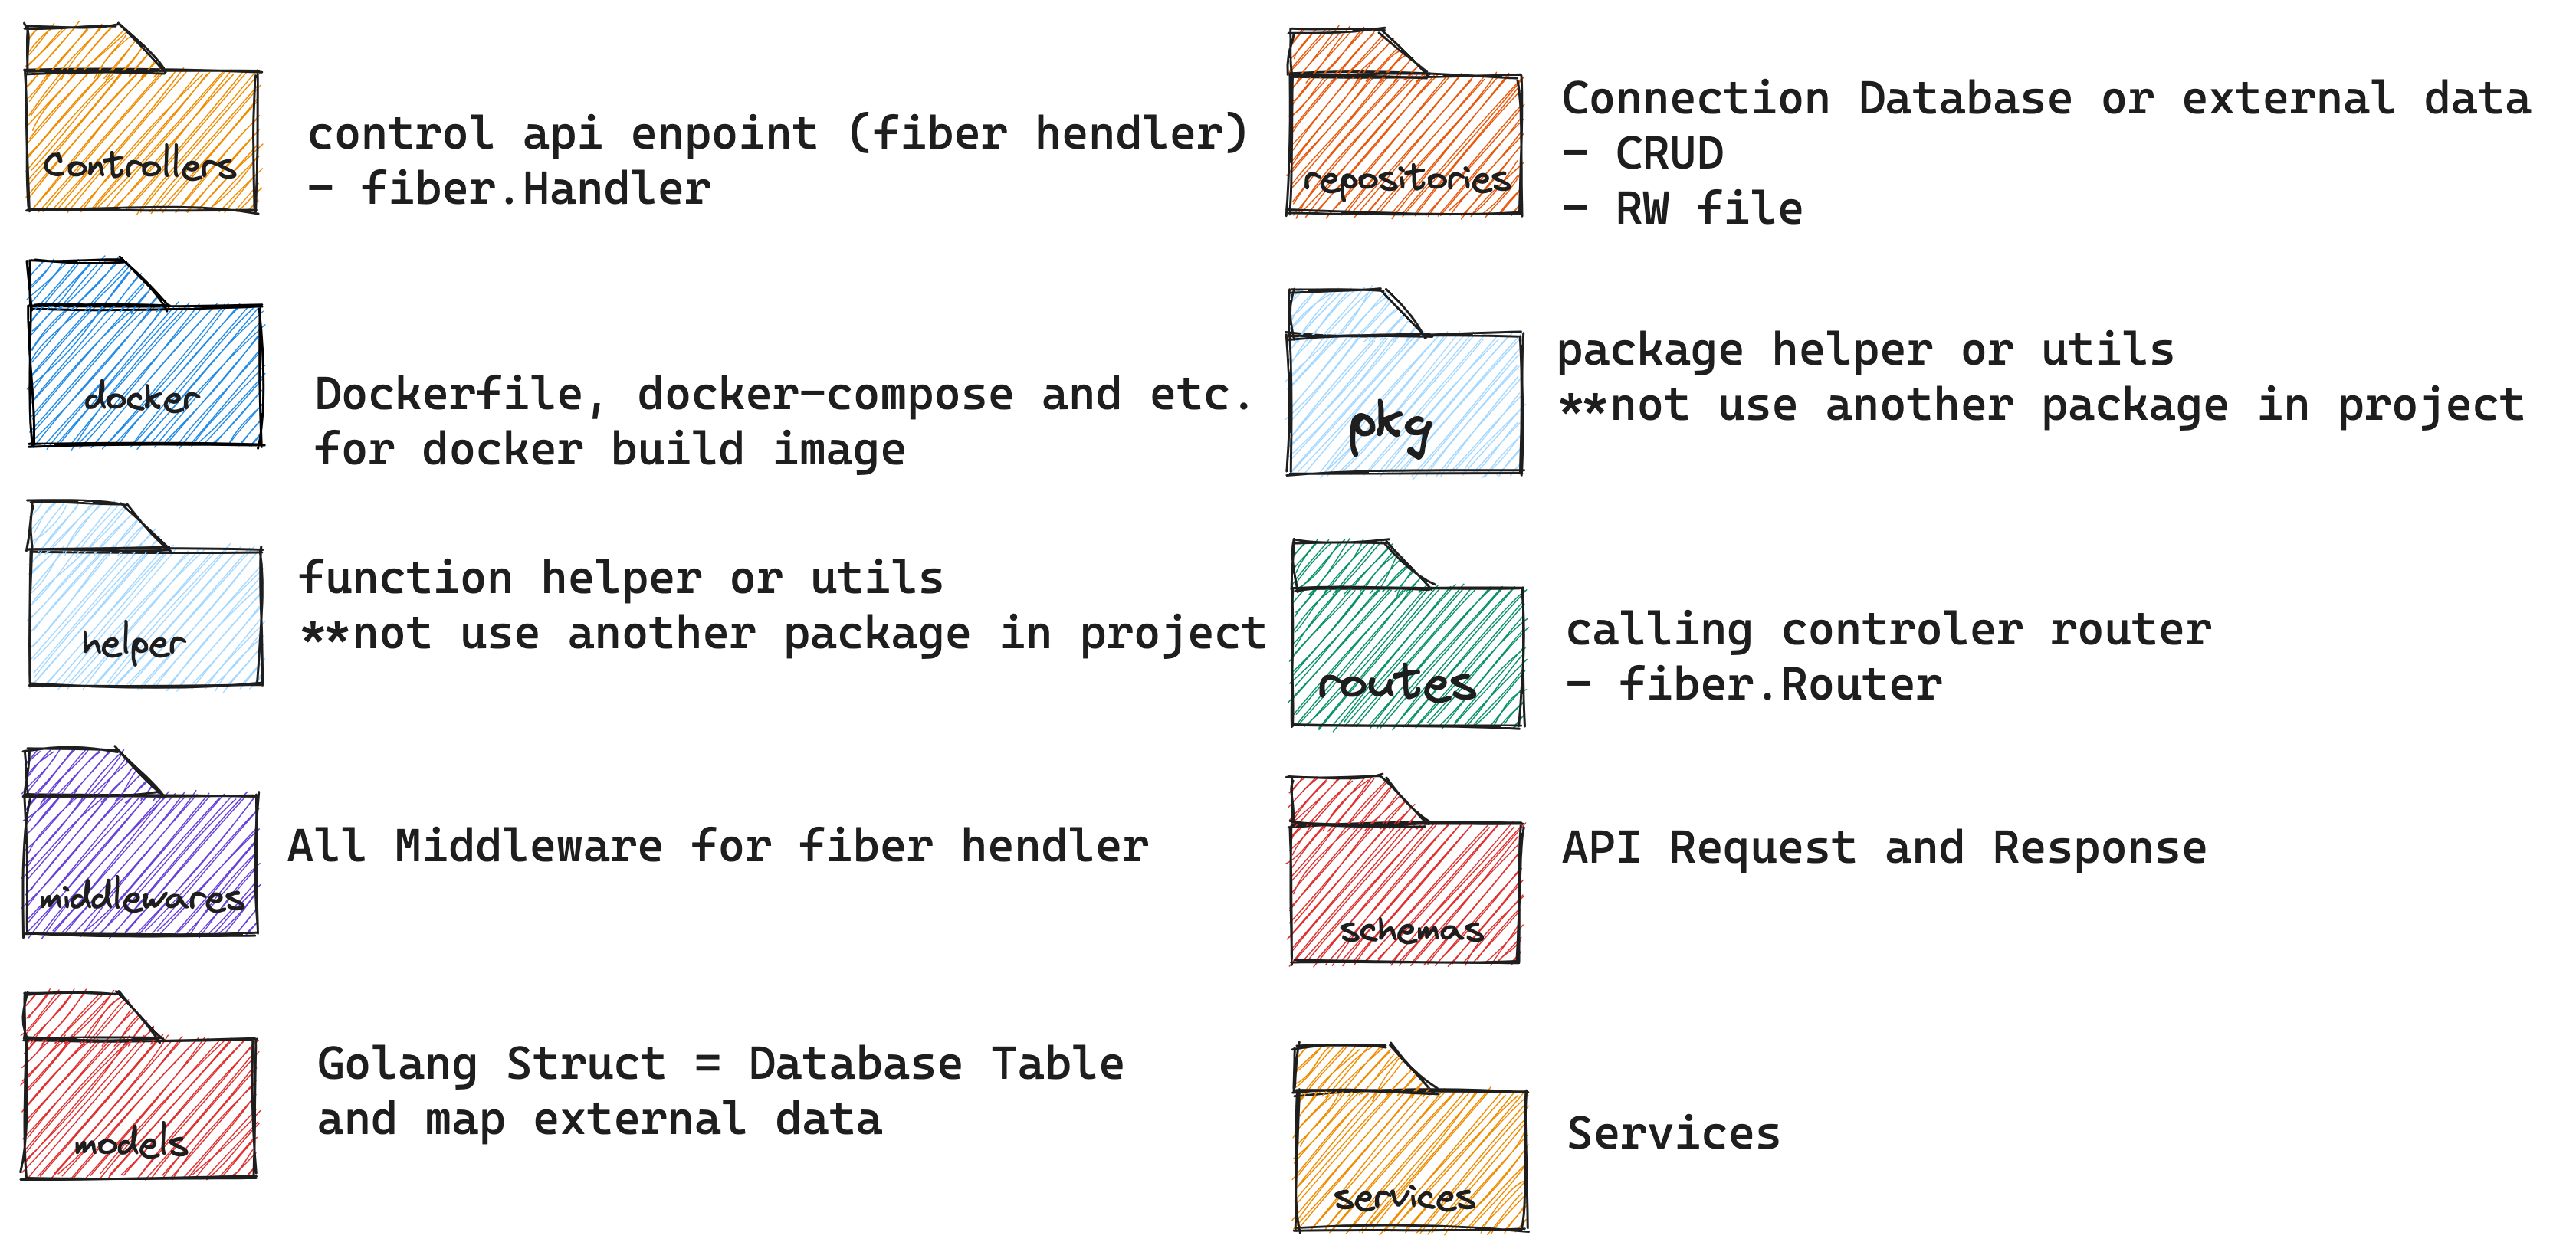 Controllers
control api enpoint (fiber hendler)
- fiber.Handler
docker
Dockerfile, docker-compose and etc.
for docker build image
helper
function helper or utils
**not use another package in project
middlewares
All Middleware for fiber hendler
models
Golang Struct = Database Table
and map external data
repositories
Connection Database or external data
- CRUD
- RW file
pkg
package helper or utils
**not use another package in project
routes
calling controler router
- fiber.Router
schemas
API Request and Response
services
Services